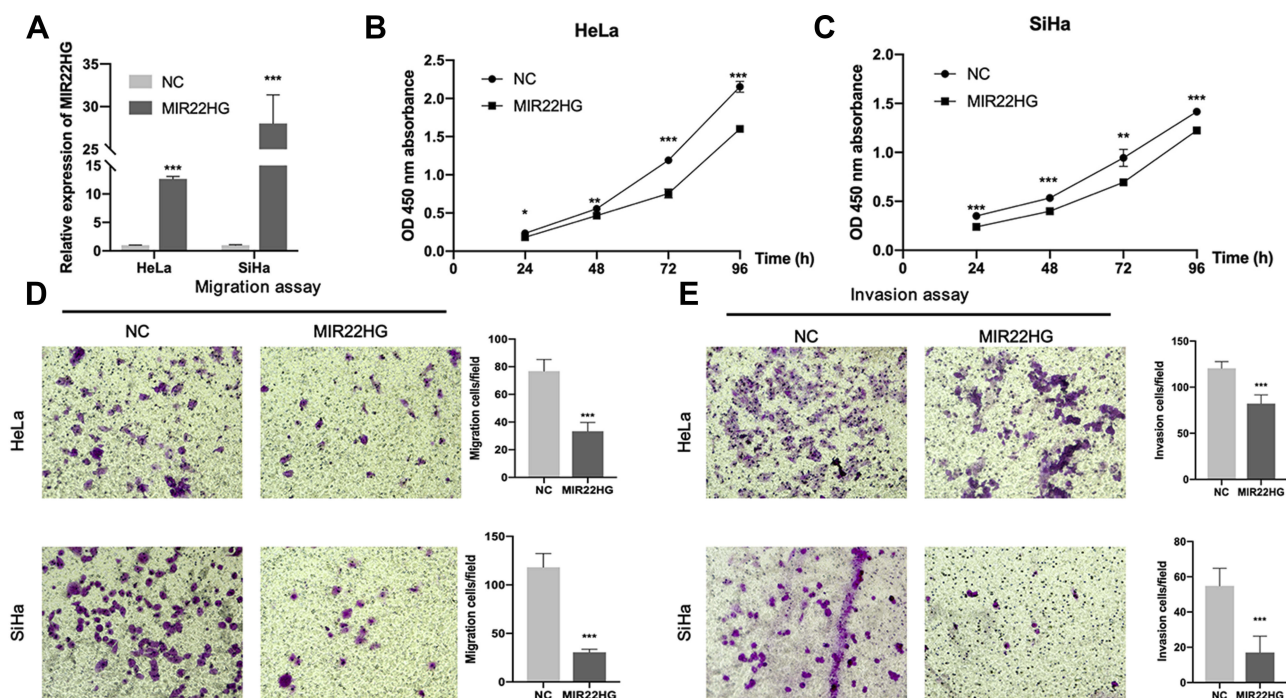 A
Relative expression of MIR22HG
35
30
25
15
10
5
0
NC
MIR22HG
***
***
HeLa
SiHa
B
HeLa
OD 450 nm absorbance
2.5
2.0
1.5
1.0
0.5
0.0
NC
MIR22HG
*
**
***
***
0
24
48
72
96
Time (h)
C
SiHa
OD 450 nm absorbance
2.0
1.5
1.0
0.5
0.0
NC
MIR22HG
***
***
**
***
0
24
48
72
96
Time (h)
D
Migration assay
NC
MIR22HG
HeLa
Migration cells/field
100
80
60
40
20
0
***
NC
MIR22HG
SiHa
Migration cells/field
150
100
50
0
***
NC
MIR22HG
E
Invasion assay
NC
MIR22HG
HeLa
Invasion cells/field
150
100
50
0
***
NC
MIR22HG
SiHa
Invasion cells/field
80
60
40
20
0
***
NC
MIR22HG